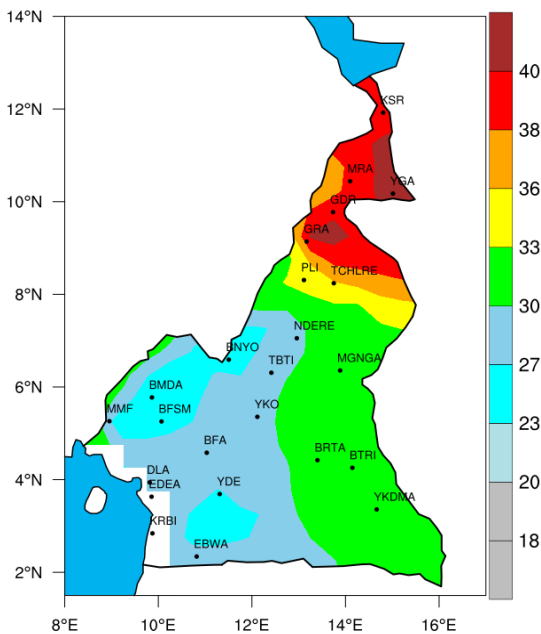 14°N
12°N
10°N
8°N
6°N
4°N
2°N
KSR
MRA
YGA
GDR
GRA
PLI TCHLRE
NDERE
BNYO
TBTI
MGNGA
BMDA
MMF
BFSM
YKO
BFA
BRTA
BTRI
DLA
EDEA
YDE
YKDMA
KRBI
EBWA
8°E 10°E 12°E 14°E 16°E
40
38
36
33
30
27
23
20
18